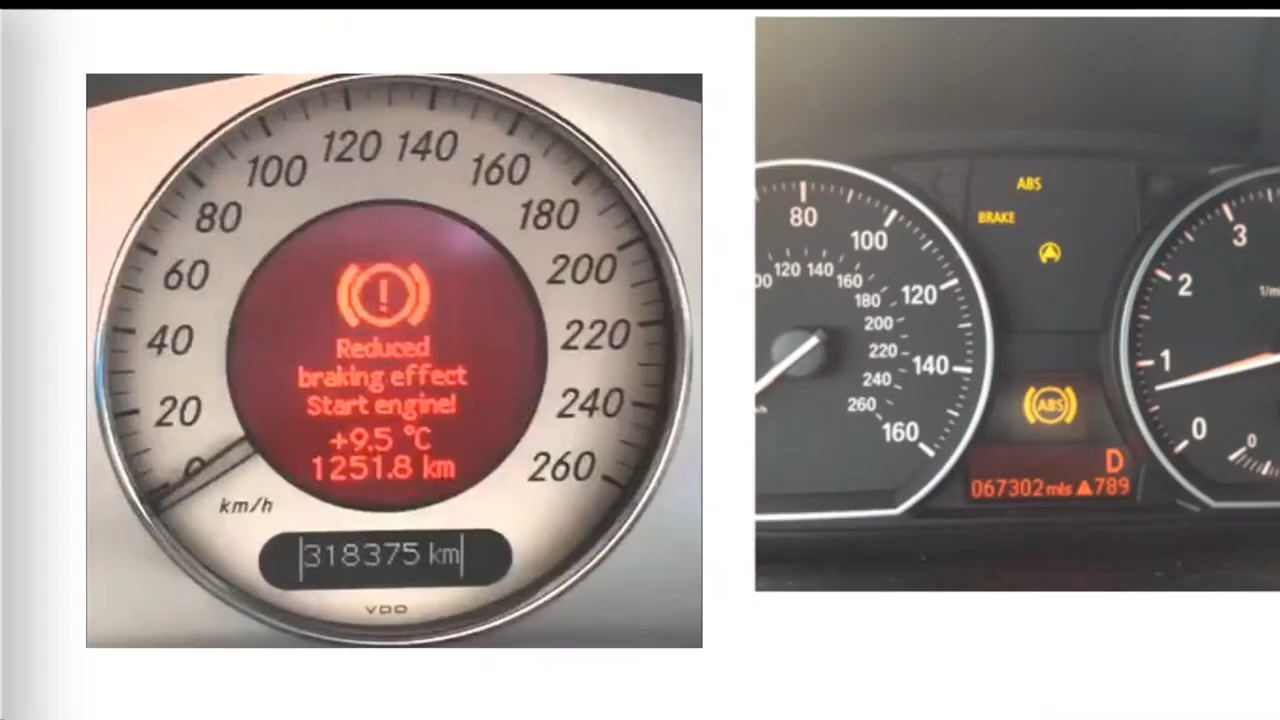 120 140
100 160
80 180
60 200
40 220
20 240
0 260
km/h
Reduced
braking effect
Start engine!
+9.5 °C
1251.8 km
318375 km
VDO
80
100
120
140
160
120 140
160
180
200
220
240
260
ABS
BRAKE
ABS
D
067302 mls ▲789
3
2
1
0
0